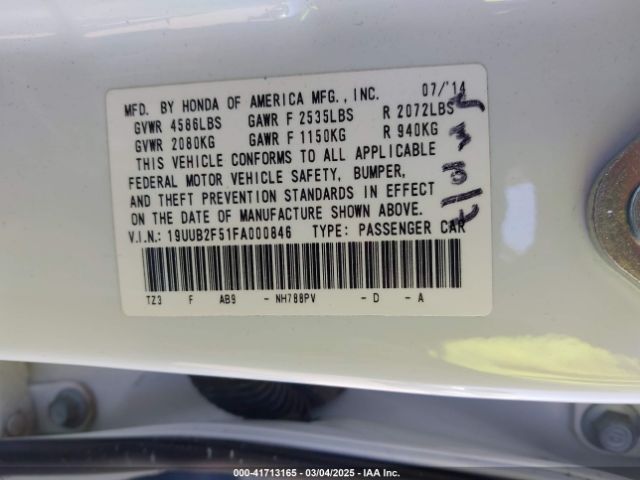 MFD. BY HONDA OF AMERICA MFG., INC. 07/'14
GVWR 4586LBS GAWR F 2535LBS R 2072LBS
GVWR 2080KG GAWR F 1150KG R 940KG
THIS VEHICLE CONFORMS TO ALL APPLICABLE
FEDERAL MOTOR VEHICLE SAFETY, BUMPER,
AND THEFT PREVENTION STANDARDS IN EFFECT
ON THE DATE OF MANUFACTURE SHOWN ABOVE.
V.I.N.: 19UUB2F51FA000846 TYPE: PASSENGER CAR
TZ3 F AB9 - NH788PV - D - A
000-41713165 - 03/04/2025 - IAA Inc.